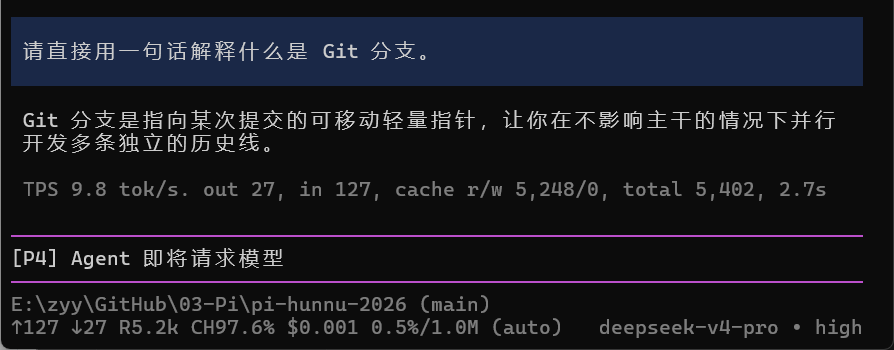 请直接用一句话解释什么是 Git 分支。
Git 分支是指向某次提交的可移动轻量指针，让你在不影响主干的情况下并行
开发多条独立的历史线。
TPS 9.8 tok/s. out 27, in 127, cache r/w 5,248/0, total 5,402, 2.7s
[P4] Agent 即将请求模型
E:\zyy\GitHub\03-Pi\pi-hunnu-2026 (main)
↑127 ↓27 R5.2k CH97.6% $0.001 0.5%/1.0M (auto) deepseek-v4-pro • high